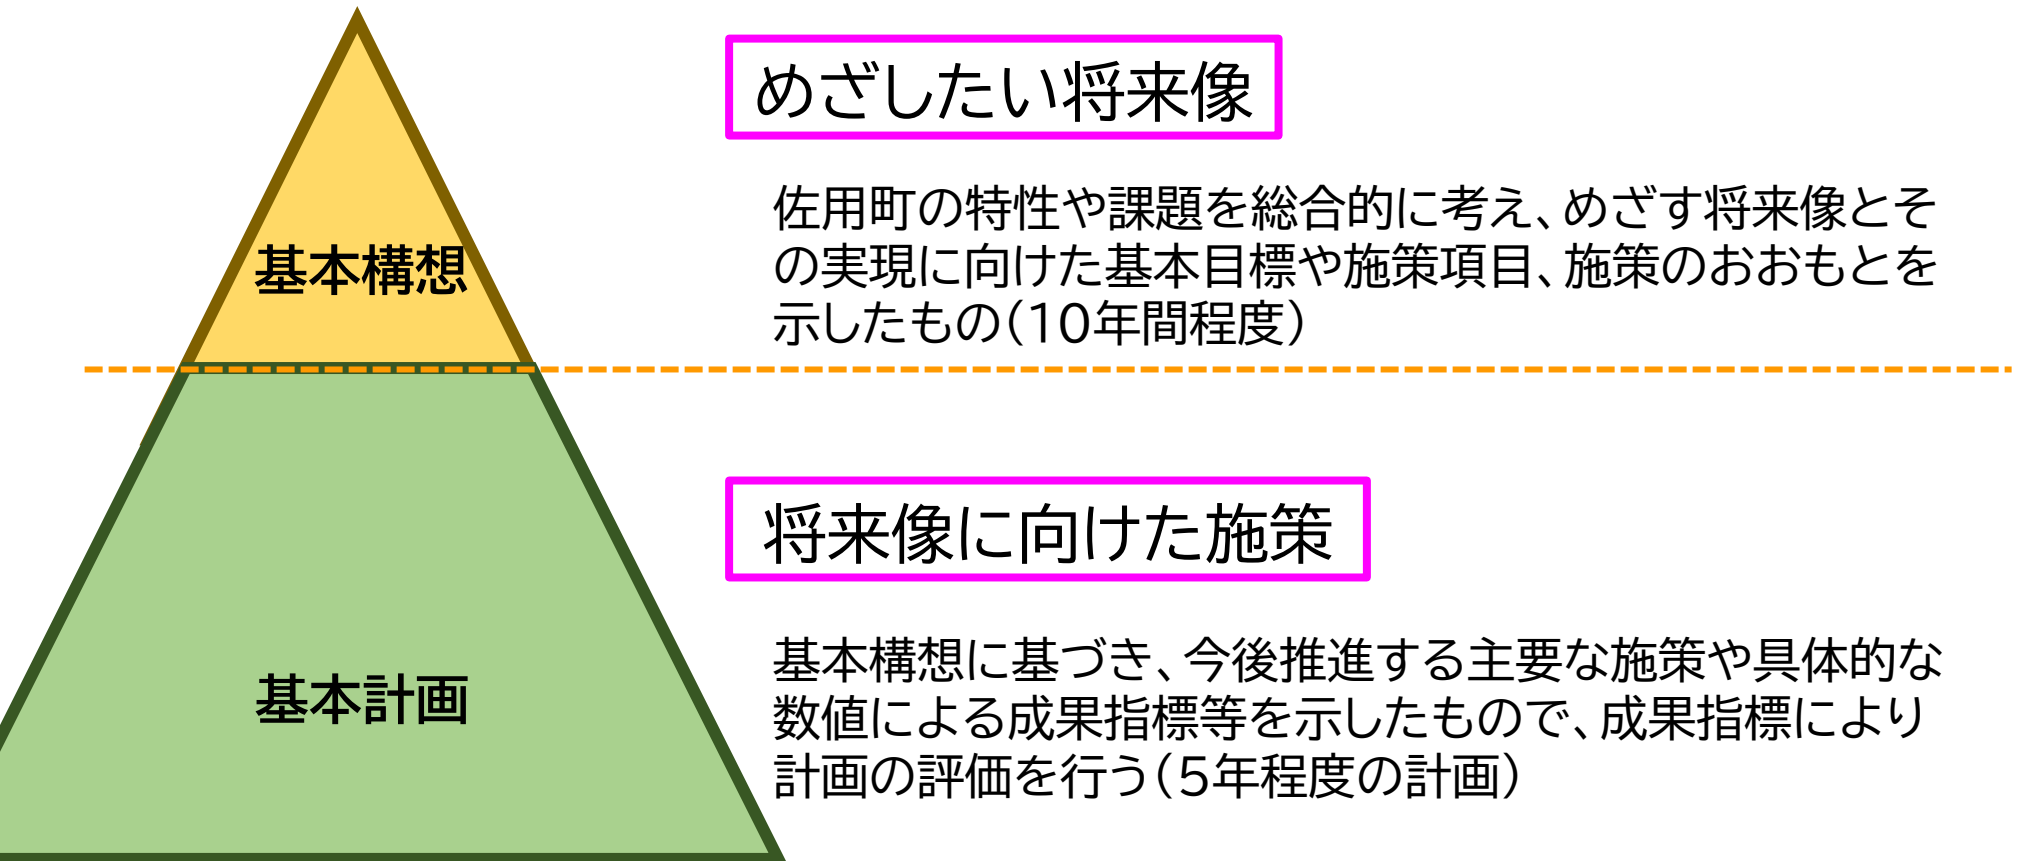 めざしたい将来像
佐用町の特性や課題を総合的に考え、めざす将来像とそ
の実現に向けた基本目標や施策項目、施策のおおもとを
示したもの（10年間程度）
基本構想
将来像に向けた施策
基本構想に基づき、今後推進する主要な施策や具体的な
数値による成果指標等を示したもので、成果指標により
計画の評価を行う（5年程度の計画）
基本計画